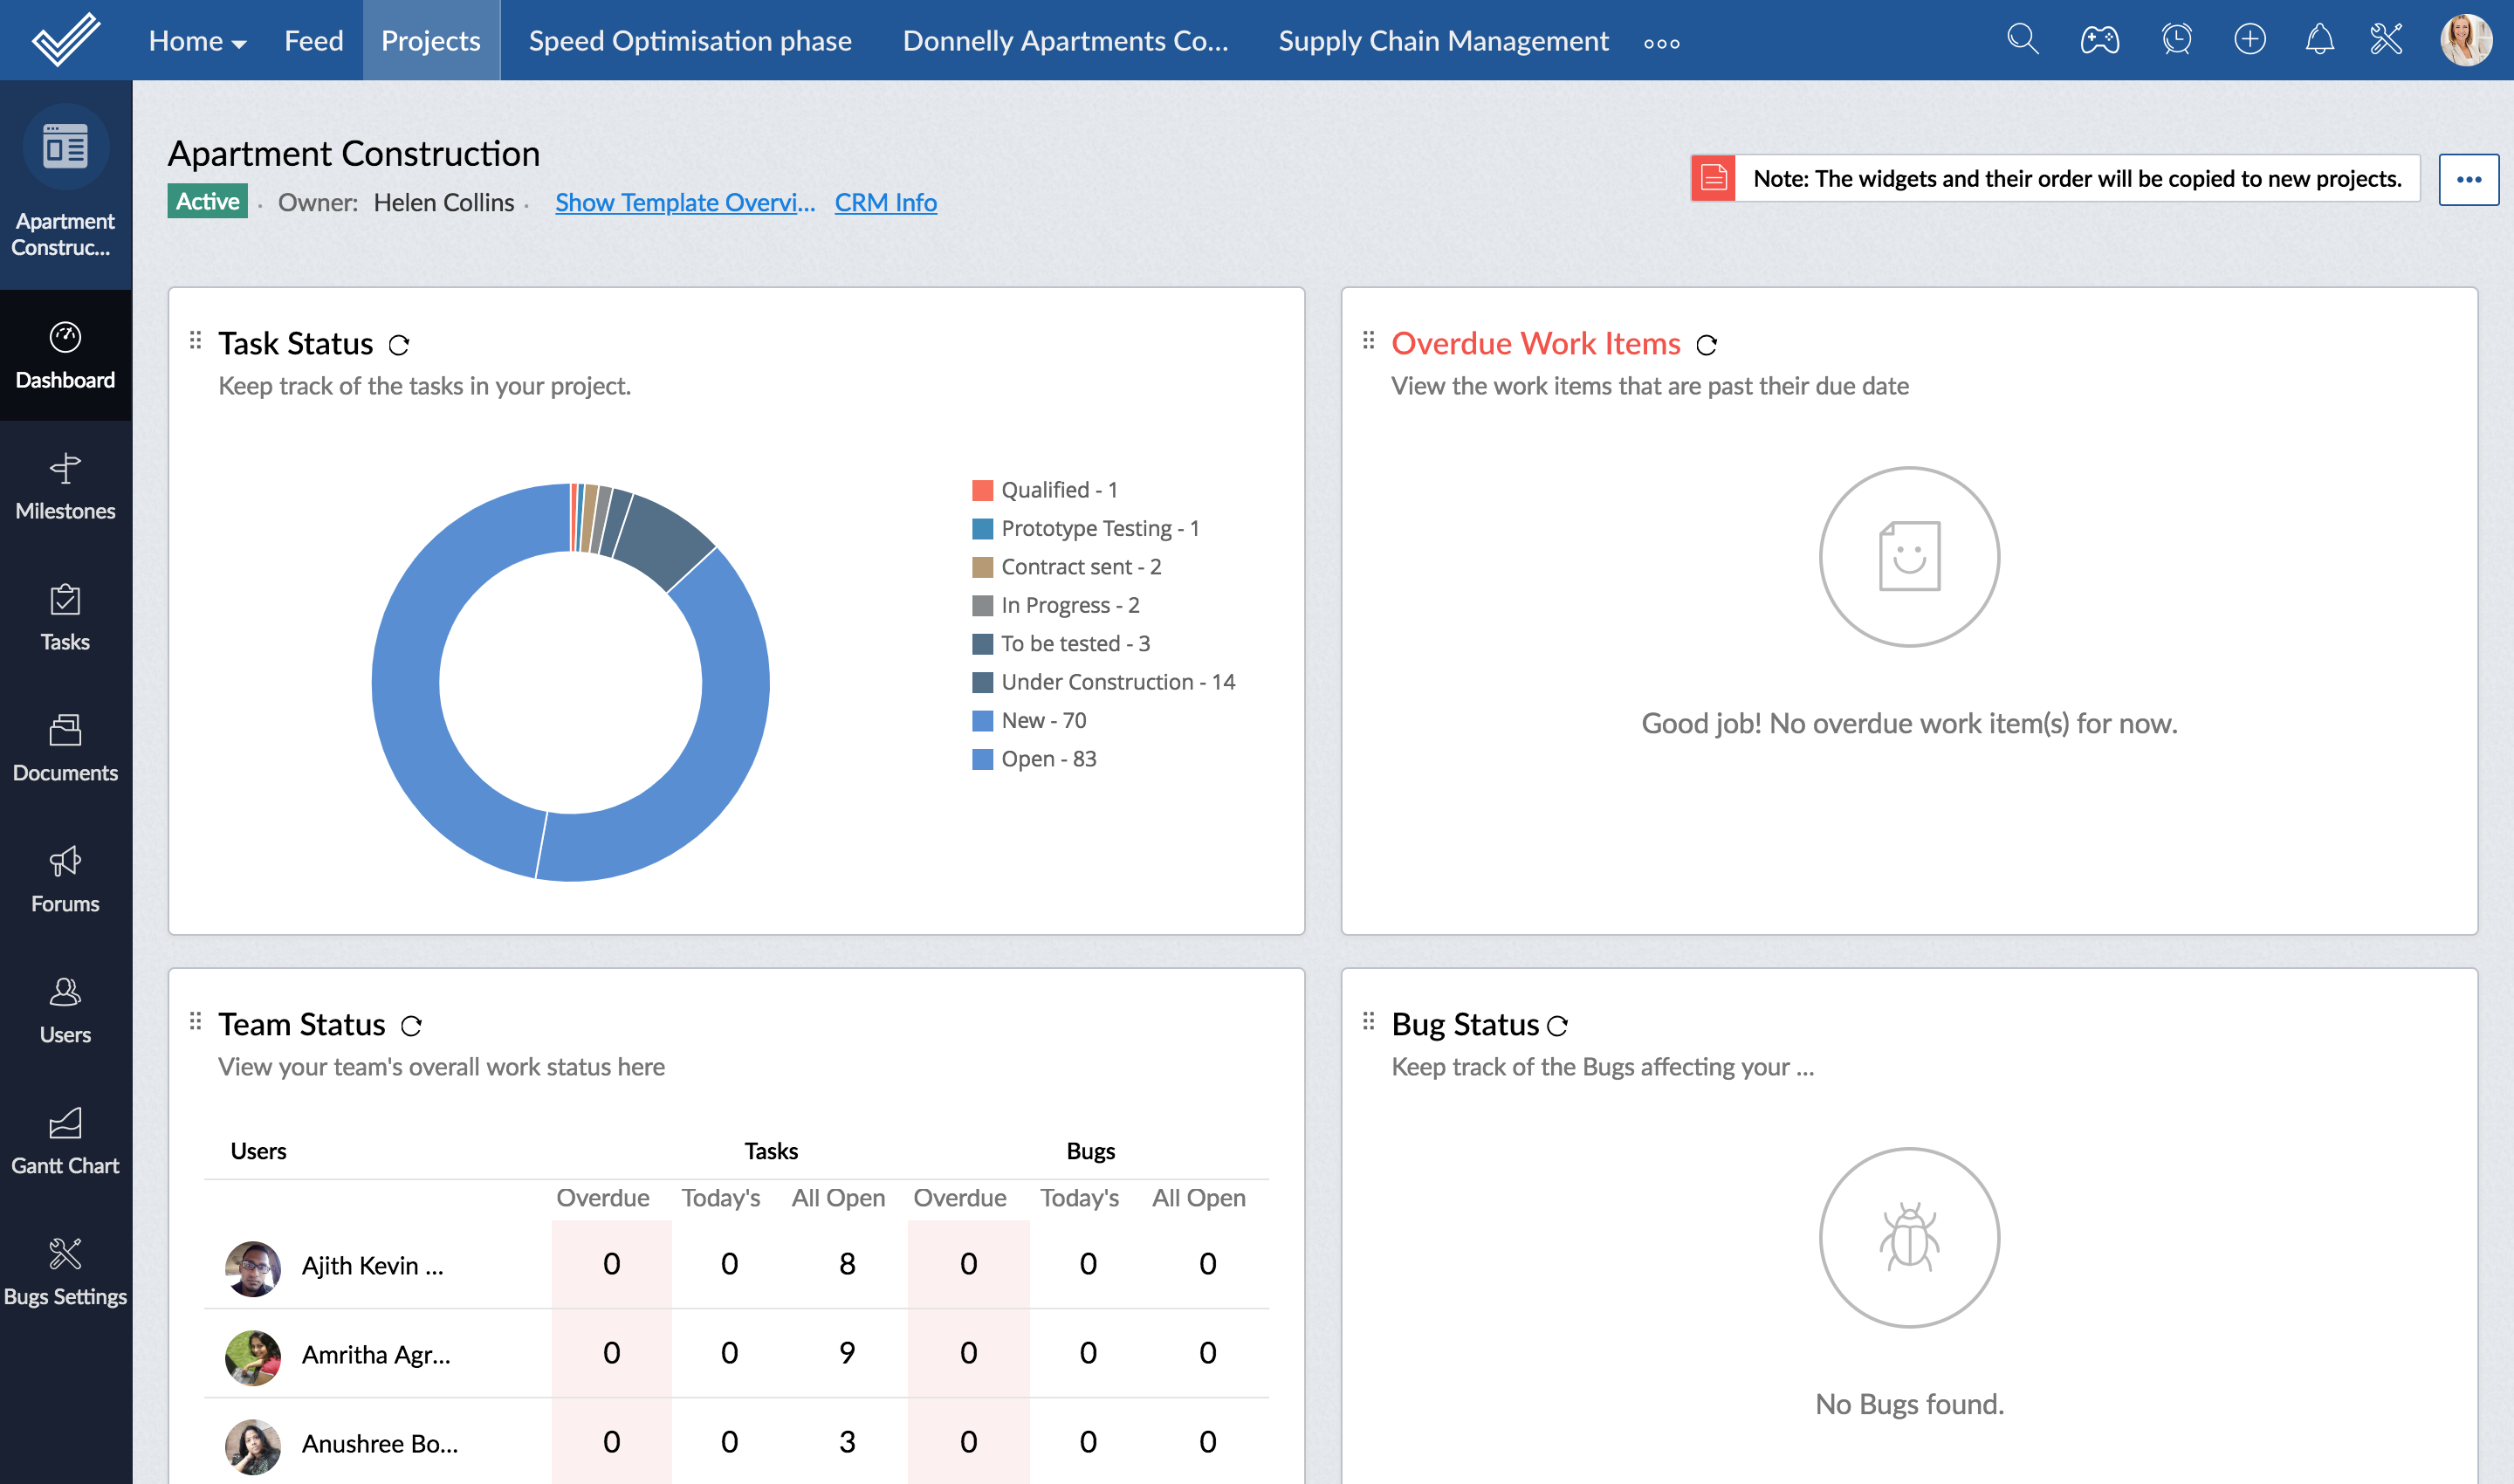 Home Feed Projects Speed Optimisation phase Donnelly Apartments Co... Supply Chain Management
Apartment
Construc...
Dashboard
Milestones
Tasks
Documents
Forums
Users
Gantt Chart
Bugs Settings
Apartment Construction
Active · Owner: Helen Collins · Show Template Overvi... CRM Info
Note: The widgets and their order will be copied to new projects.
Task Status
Keep track of the tasks in your project.
Qualified - 1
Prototype Testing - 1
Contract sent - 2
In Progress - 2
To be tested - 3
Under Construction - 14
New - 70
Open - 83
Overdue Work Items
View the work items that are past their due date
Good job! No overdue work item(s) for now.
Team Status
View your team's overall work status here
Users Tasks Bugs
Overdue Today's All Open Overdue Today's All Open
Ajith Kevin ... 0 0 8 0 0 0
Amritha Agr... 0 0 9 0 0 0
Anushree Bo... 0 0 3 0 0 0
Bug Status
Keep track of the Bugs affecting your ...
No Bugs found.